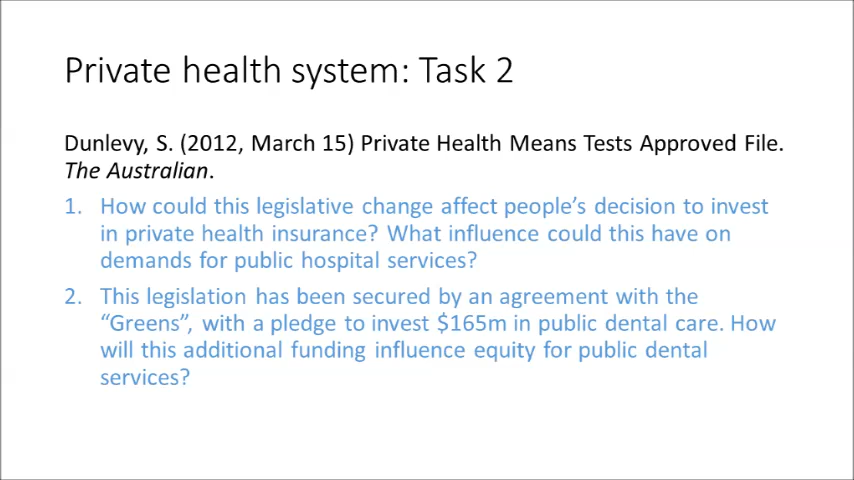 Private health system: Task 2
Dunlevy, S. (2012, March 15) Private Health Means Tests Approved File.
The Australian.
1. How could this legislative change affect people’s decision to invest
in private health insurance? What influence could this have on
demands for public hospital services?
2. This legislation has been secured by an agreement with the
“Greens”, with a pledge to invest $165m in public dental care. How
will this additional funding influence equity for public dental
services?